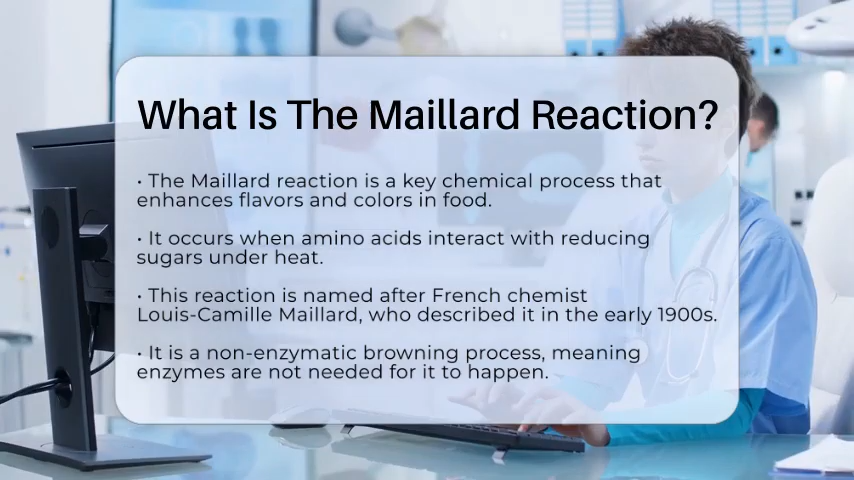 What Is The Maillard Reaction?
• The Maillard reaction is a key chemical process that
enhances flavors and colors in food.
• It occurs when amino acids interact with reducing
sugars under heat.
• This reaction is named after French chemist
Louis-Camille Maillard, who described it in the early 1900s.
• It is a non-enzymatic browning process, meaning
enzymes are not needed for it to happen.